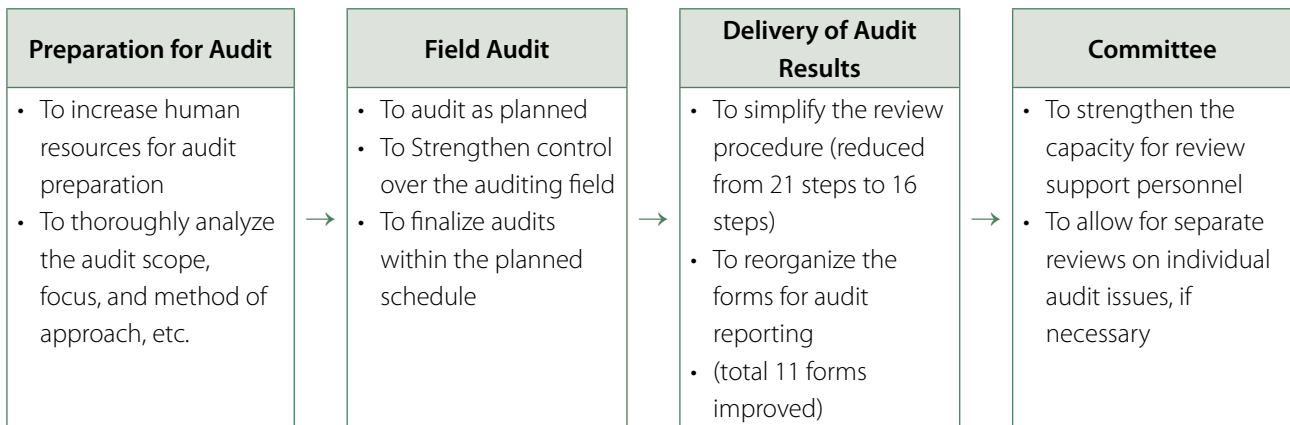 Preparation for Audit
• To increase human
resources for audit
preparation
• To thoroughly analyze
the audit scope,
focus, and method of
approach, etc.
→
Field Audit
• To audit as planned
• To Strengthen control
over the auditing field
• To finalize audits
within the planned
schedule
→
Delivery of Audit
Results
• To simplify the review
procedure (reduced
from 21 steps to 16
steps)
• To reorganize the
forms for audit
reporting
• (total 11 forms
improved)
→
Committee
• To strengthen the
capacity for review
support personnel
• To allow for separate
reviews on individual
audit issues, if
necessary